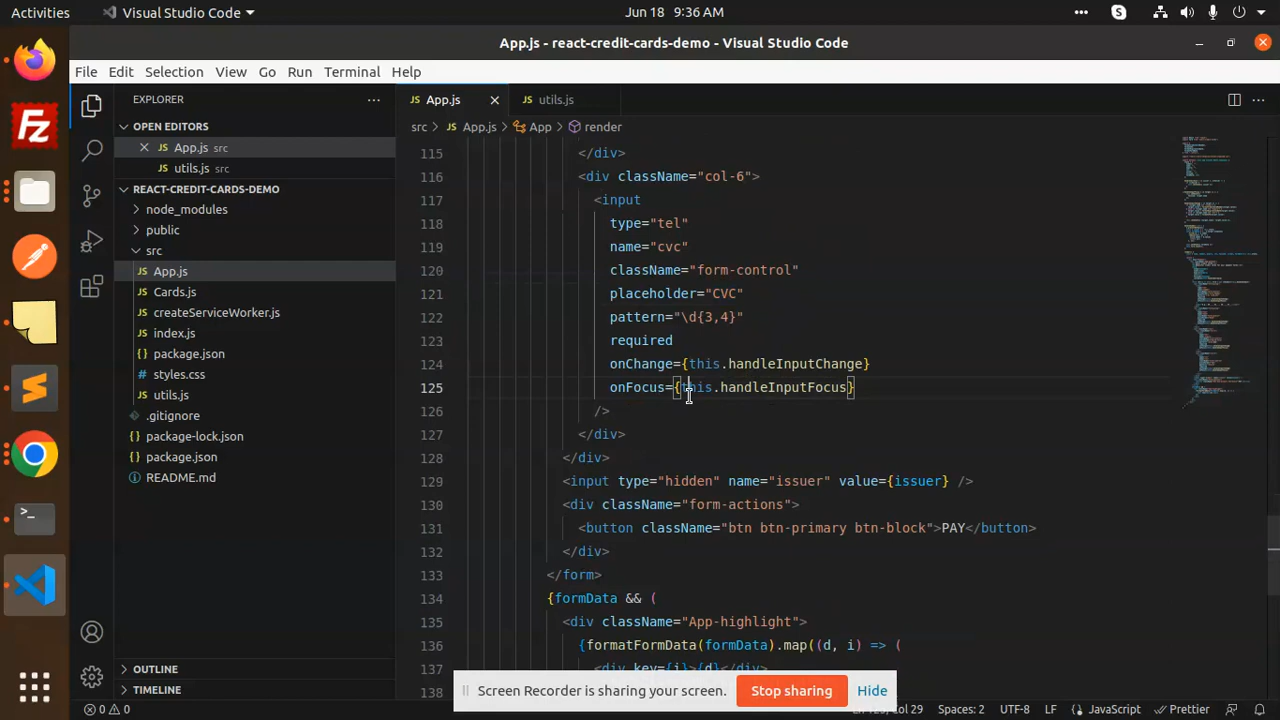 Activities Visual Studio Code Jun 18 9:36 AM
App.js - react-credit-cards-demo - Visual Studio Code
File Edit Selection View Go Run Terminal Help
EXPLORER
OPEN EDITORS
App.js src
utils.js src
REACT-CREDIT-CARDS-DEMO
node_modules
public
src
App.js
Cards.js
createServiceWorker.js
index.js
package.json
styles.css
utils.js
.gitignore
package-lock.json
package.json
README.md
OUTLINE
TIMELINE
App.js utils.js
src App.js App render
115 </div>
116 <div className="col-6">
117 <input
118 type="tel"
119 name="cvc"
120 className="form-control"
121 placeholder="CVC"
122 pattern="\d{3,4}"
123 required
124 onChange={this.handleInputChange}
125 onFocus={this.handleInputFocus}
126 />
127 </div>
128 </div>
129 <input type="hidden" name="issuer" value={issuer} />
130 <div className="form-actions">
131 <button className="btn btn-primary btn-block">PAY</button>
132 </div>
133 </form>
134 {formData && (
135 <div className="App-highlight">
136 {formatFormData(formData).map((d, i) => (
137 <div key={i}>{d}</div>
138
Screen Recorder is sharing your screen. Stop sharing Hide
0 0 Col 29 Spaces: 2 UTF-8 LF JavaScript Prettier